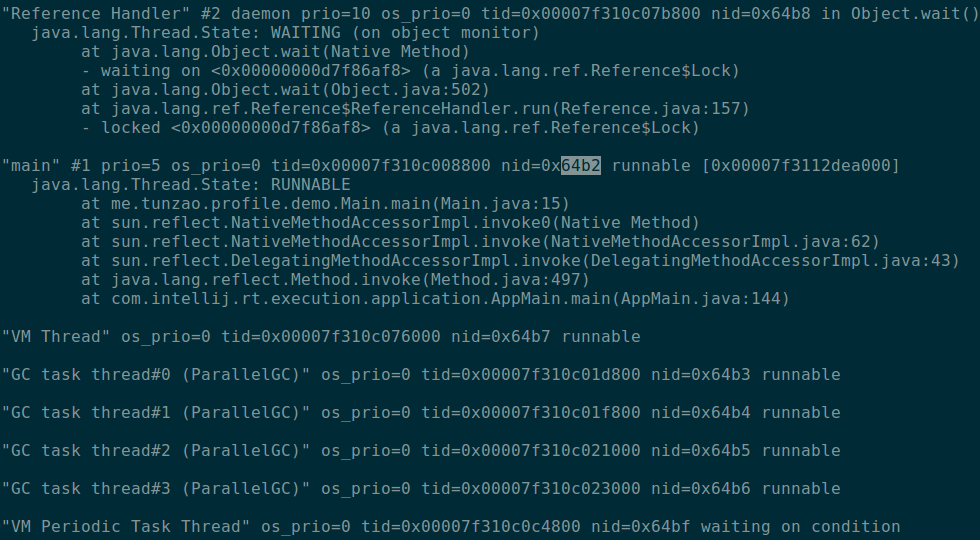 "Reference Handler" #2 daemon prio=10 os_prio=0 tid=0x00007f310c07b800 nid=0x64b8 in Object.wait()
   java.lang.Thread.State: WAITING (on object monitor)
        at java.lang.Object.wait(Native Method)
        - waiting on <0x00000000d7f86af8> (a java.lang.ref.Reference$Lock)
        at java.lang.Object.wait(Object.java:502)
        at java.lang.ref.Reference$ReferenceHandler.run(Reference.java:157)
        - locked <0x00000000d7f86af8> (a java.lang.ref.Reference$Lock)
"main" #1 prio=5 os_prio=0 tid=0x00007f310c008800 nid=0x64b2 runnable [0x00007f3112dea000]
   java.lang.Thread.State: RUNNABLE
        at me.tunzao.profile.demo.Main.main(Main.java:15)
        at sun.reflect.NativeMethodAccessorImpl.invoke0(Native Method)
        at sun.reflect.NativeMethodAccessorImpl.invoke(NativeMethodAccessorImpl.java:62)
        at sun.reflect.DelegatingMethodAccessorImpl.invoke(DelegatingMethodAccessorImpl.java:43)
        at java.lang.reflect.Method.invoke(Method.java:497)
        at com.intellij.rt.execution.application.AppMain.main(AppMain.java:144)
"VM Thread" os_prio=0 tid=0x00007f310c076000 nid=0x64b7 runnable
"GC task thread#0 (ParallelGC)" os_prio=0 tid=0x00007f310c01d800 nid=0x64b3 runnable
"GC task thread#1 (ParallelGC)" os_prio=0 tid=0x00007f310c01f800 nid=0x64b4 runnable
"GC task thread#2 (ParallelGC)" os_prio=0 tid=0x00007f310c021000 nid=0x64b5 runnable
"GC task thread#3 (ParallelGC)" os_prio=0 tid=0x00007f310c023000 nid=0x64b6 runnable
"VM Periodic Task Thread" os_prio=0 tid=0x00007f310c0c4800 nid=0x64bf waiting on condition